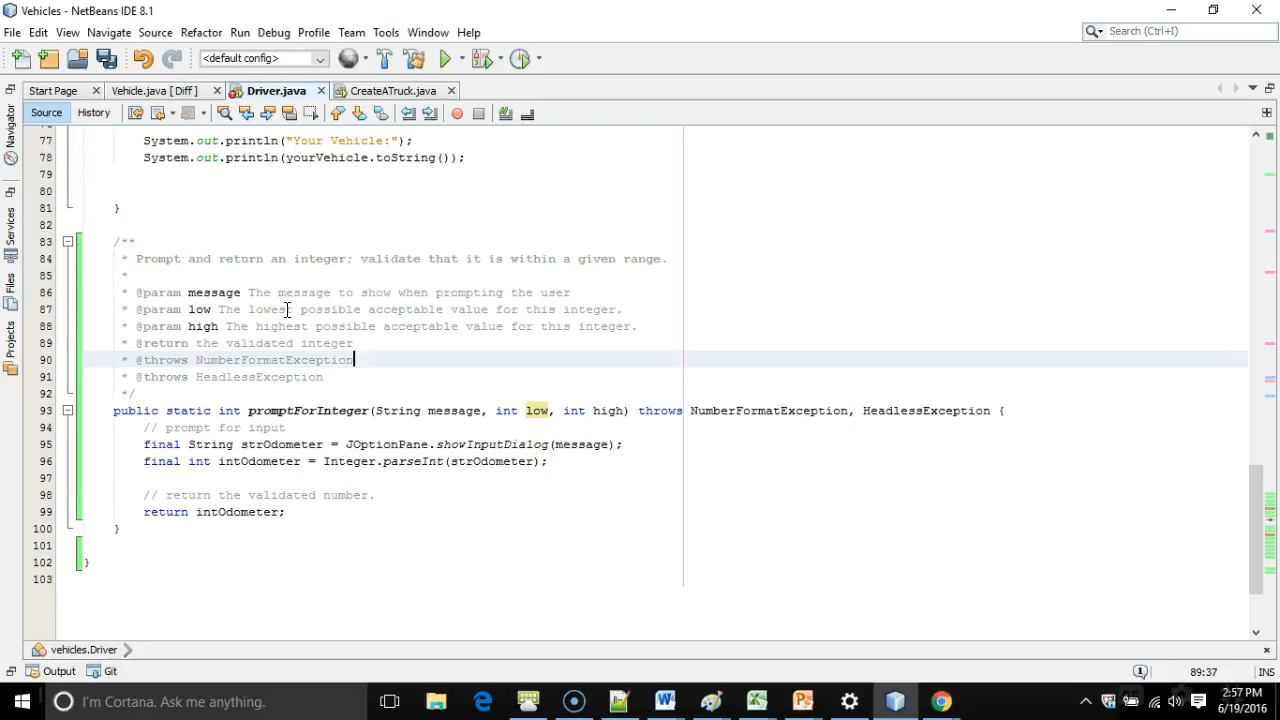 Vehicles - NetBeans IDE 8.1
File Edit View Navigate Source Refactor Run Debug Profile Team Tools Window Help
Search (Ctrl+I)
<default config>
Start Page Vehicle.java [ Diff ] Driver.java CreateATruck.java
Source History
Navigator
Services
Files
Projects
77 System.out.println("Your Vehicle:");
78 System.out.println(yourVehicle.toString());
79
80
81 }
82
83 /**
84 * Prompt and return an integer; validate that it is within a given range.
85 *
86 * @param message The message to show when prompting the user
87 * @param low The lowest possible acceptable value for this integer.
88 * @param high The highest possible acceptable value for this integer.
89 * @return the validated integer
90 * @throws NumberFormatException
91 * @throws HeadlessException
92 */
93 public static int promptForInteger(String message, int low, int high) throws NumberFormatException, HeadlessException {
94 // prompt for input
95 final String strOdometer = JOptionPane.showInputDialog(message);
96 final int intOdometer = Integer.parseInt(strOdometer);
97
98 // return the validated number.
99 return intOdometer;
100 }
101
102 }
103
vehicles.Driver
Output Git
1 89:37 INS
I'm Cortana. Ask me anything.
2:57 PM
6/19/2016